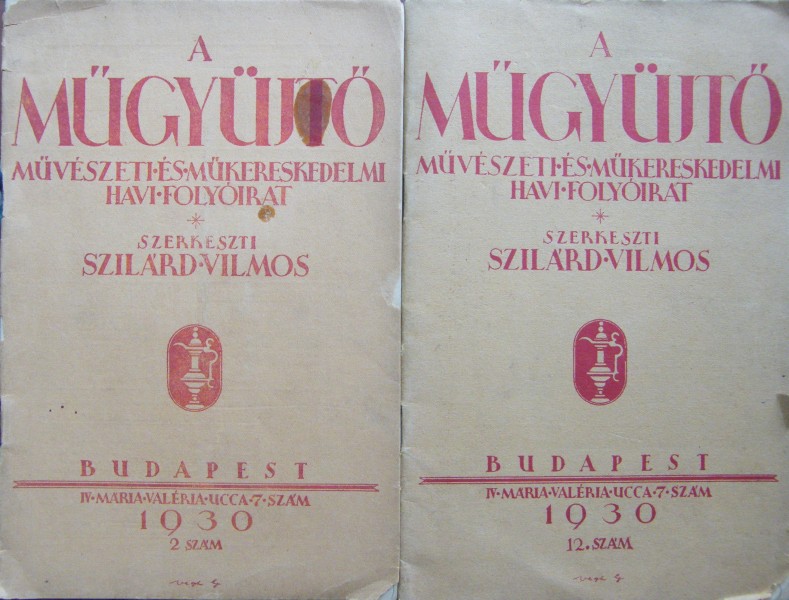 A
MŰGYŰJTŐ
MŰVÉSZETI·ÉS·MŰKERESKEDELMI
HAVI·FOLYÓIRAT
SZERKESZTI
SZILÁRD·VILMOS
BUDAPEST
IV·MÁRIA·VALÉRIA·UCCA·7·SZÁM
1930
2 SZÁM
A
MŰGYŰJTŐ
MŰVÉSZETI·ÉS·MŰKERESKEDELMI
HAVI·FOLYÓIRAT
SZERKESZTI
SZILÁRD·VILMOS
BUDAPEST
IV·MÁRIA·VALÉRIA·UCCA·7·SZÁM
1930
12. SZÁM